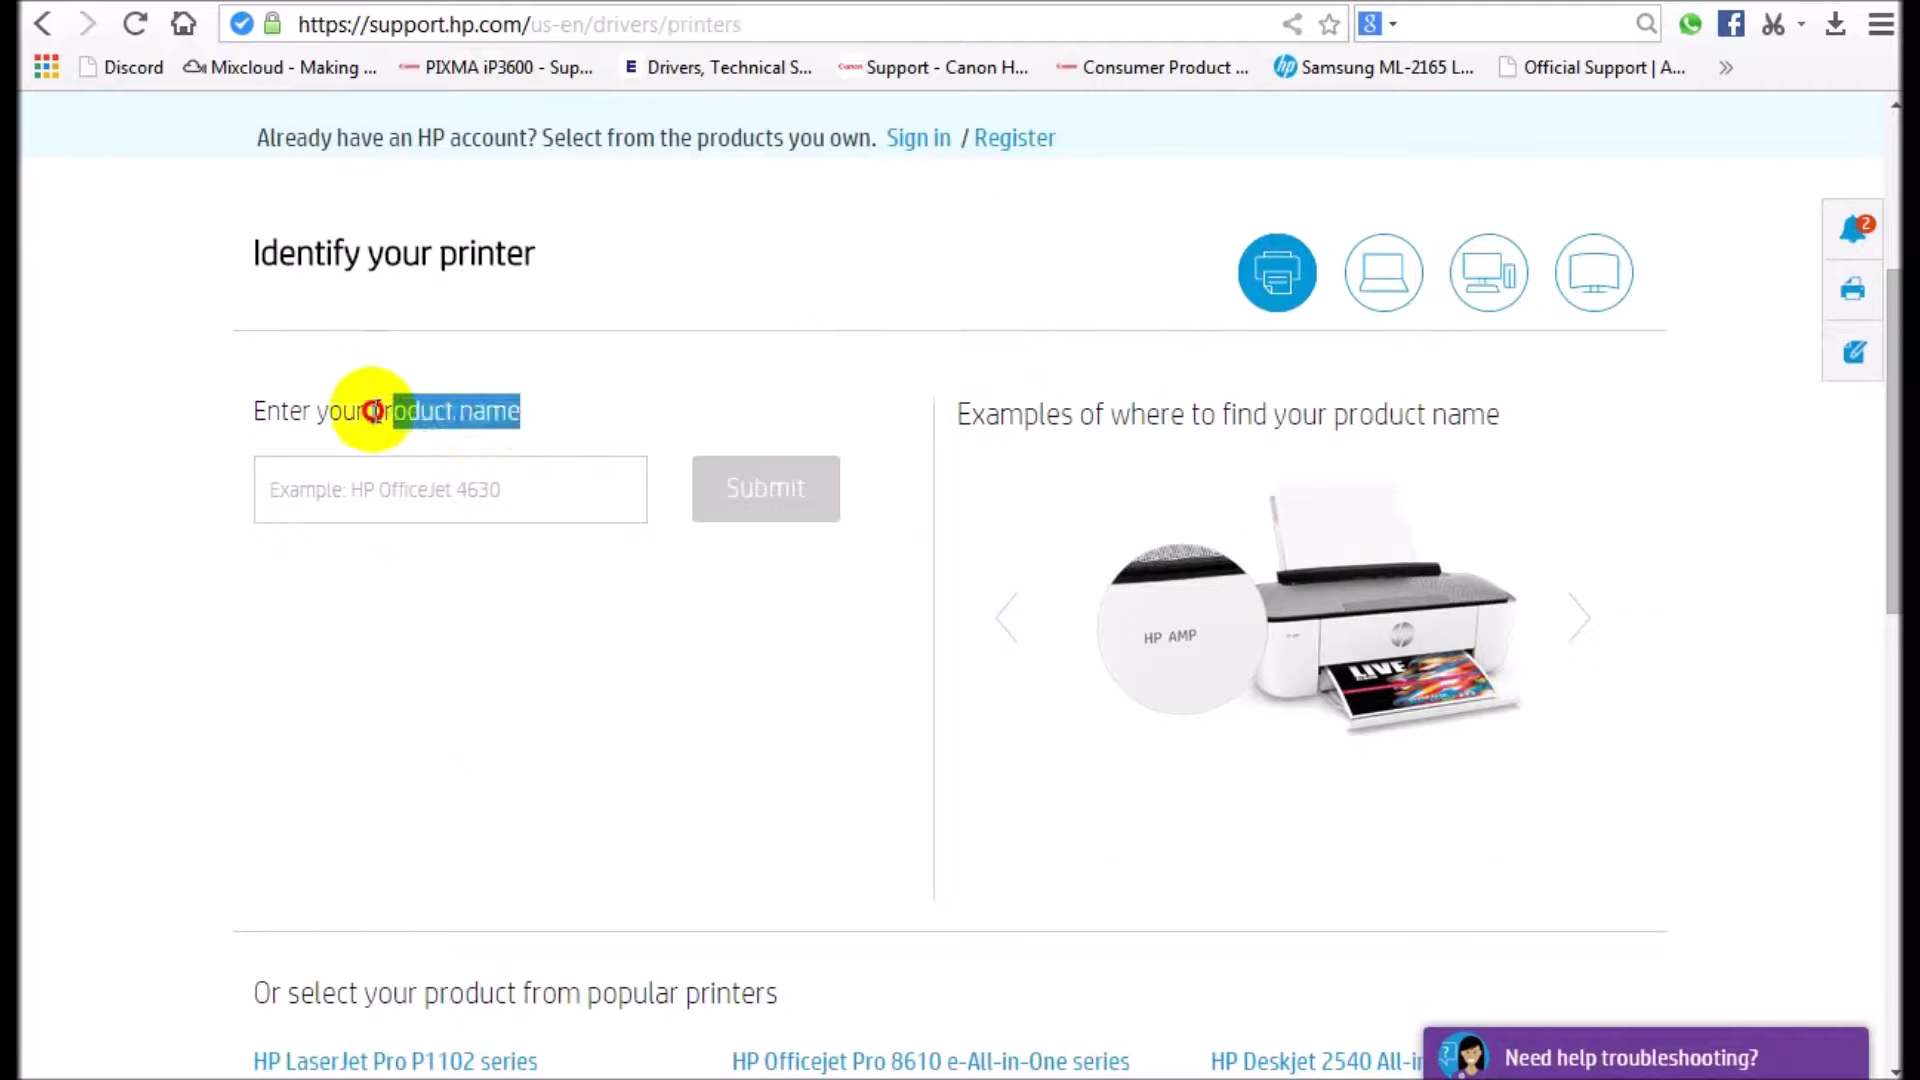 https://support.hp.com/us-en/drivers/printers
8
Discord
Mixcloud - Making ...
PIXMA iP3600 - Sup...
E Drivers, Technical S...
Canon Support - Canon H...
Consumer Product ...
hp Samsung ML-2165 L...
Official Support | A...
Already have an HP account? Select from the products you own. Sign in / Register
2
Identify your printer
Enter your product name
Examples of where to find your product name
Example: HP OfficeJet 4630
Submit
HP AMP
LIVE
Or select your product from popular printers
HP LaserJet Pro P1102 series
HP Officejet Pro 8610 e-All-in-One series
HP Deskjet 2540 All-i
Need help troubleshooting?